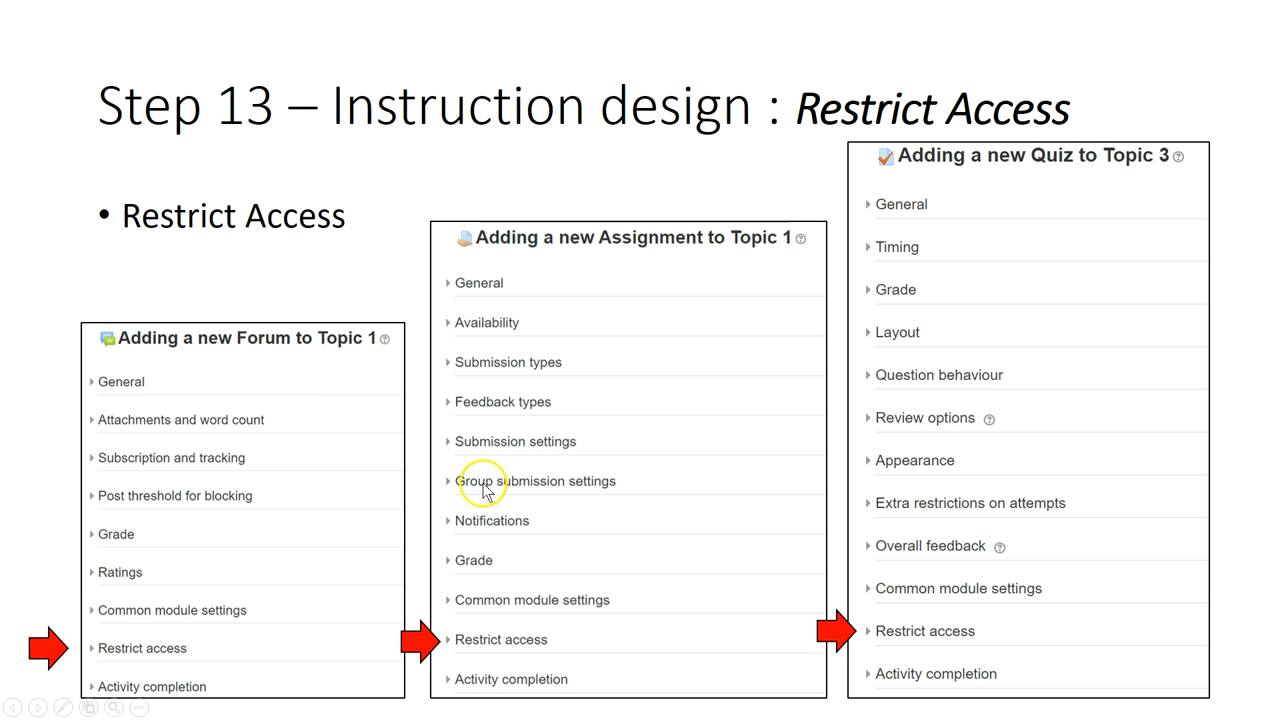 Step 13 – Instruction design : Restrict Access
• Restrict Access
Adding a new Forum to Topic 1
General
Attachments and word count
Subscription and tracking
Post threshold for blocking
Grade
Ratings
Common module settings
Restrict access
Activity completion
Adding a new Assignment to Topic 1
General
Availability
Submission types
Feedback types
Submission settings
Group submission settings
Notifications
Grade
Common module settings
Restrict access
Activity completion
Adding a new Quiz to Topic 3
General
Timing
Grade
Layout
Question behaviour
Review options
Appearance
Extra restrictions on attempts
Overall feedback
Common module settings
Restrict access
Activity completion